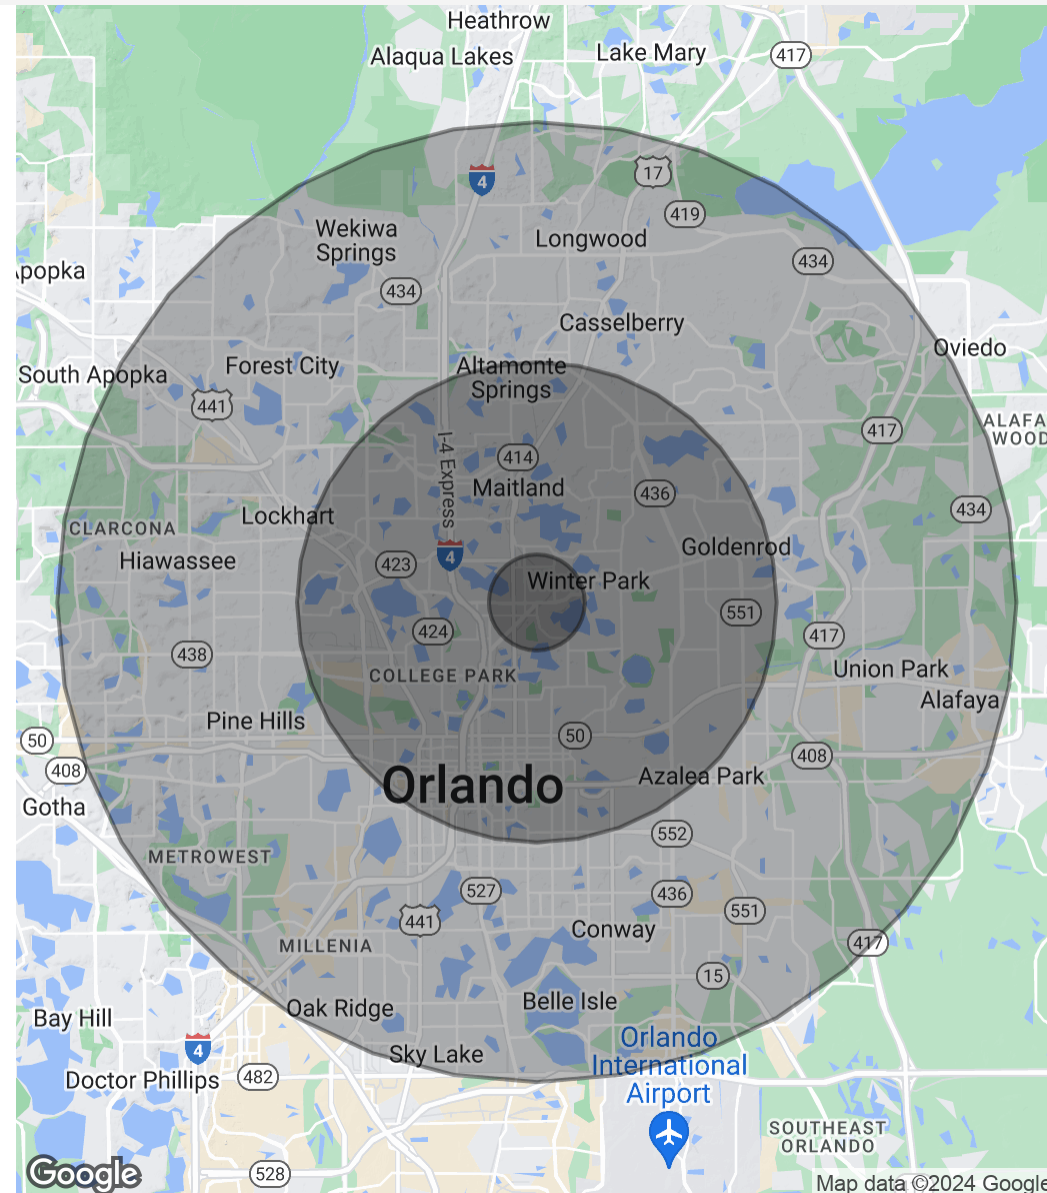 Heathrow
Alaqua Lakes
Lake Mary
417
4
17
419
Wekiwa
Springs
Longwood
434
Apopka
434
Casselberry
Oviedo
Forest City
Altamonte
Springs
South Apopka
441
417
ALAFA
WOOD
I-4 Express
414
Maitland
436
434
Lockhart
CLARCONA
Hiawassee
423
4
Goldenrod
Winter Park
551
424
417
438
COLLEGE PARK
Union Park
Alafaya
Pine Hills
50
50
408
408
Orlando
Azalea Park
Gotha
552
METROWEST
527
436
441
551
Conway
MILLENIA
417
15
Oak Ridge
Belle Isle
Bay Hill
Orlando
International
Airport
4
Sky Lake
Doctor Phillips
482
SOUTHEAST
ORLANDO
528
Google
Map data ©2024 Google